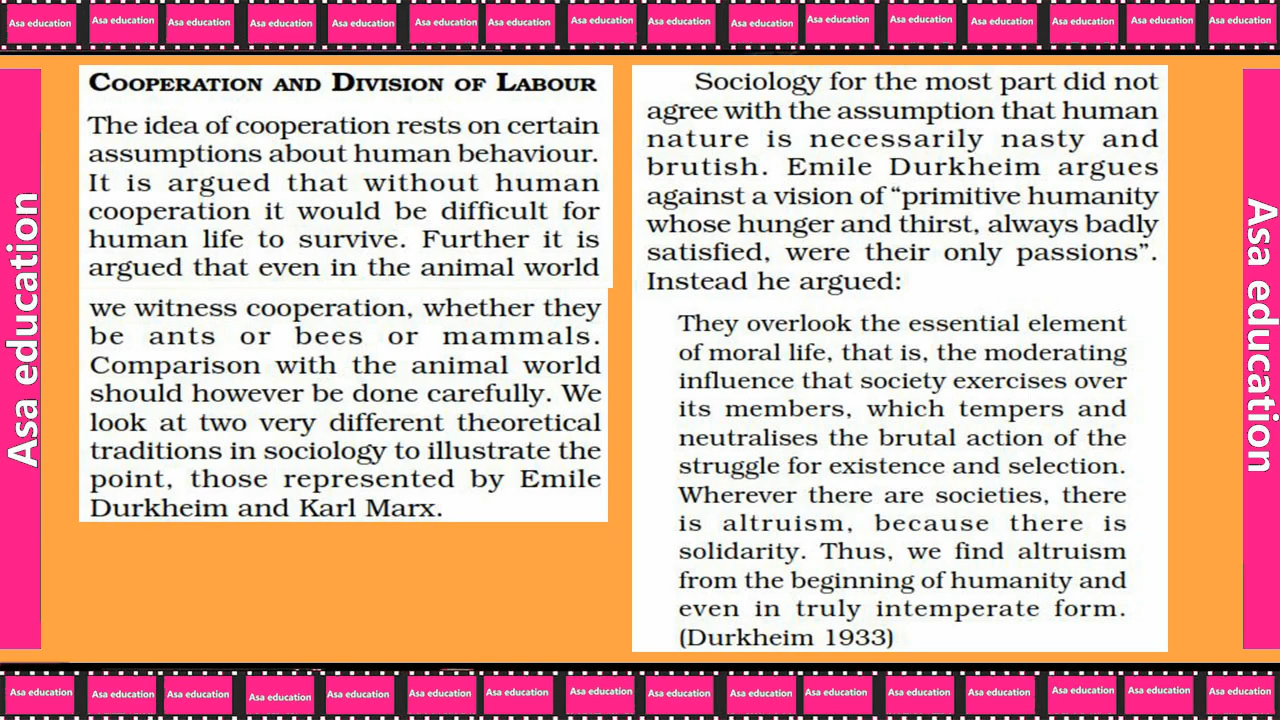 Asa education Asa education Asa education Asa education Asa education Asa education Asa education Asa education Asa education Asa education Asa education Asa education Asa education Asa education Asa education Asa education
Asa education
COOPERATION AND DIVISION OF LABOUR
The idea of cooperation rests on certain
assumptions about human behaviour.
It is argued that without human
cooperation it would be difficult for
human life to survive. Further it is
argued that even in the animal world
we witness cooperation, whether they
be ants or bees or mammals.
Comparison with the animal world
should however be done carefully. We
look at two very different theoretical
traditions in sociology to illustrate the
point, those represented by Emile
Durkheim and Karl Marx.
Sociology for the most part did not
agree with the assumption that human
nature is necessarily nasty and
brutish. Emile Durkheim argues
against a vision of “primitive humanity
whose hunger and thirst, always badly
satisfied, were their only passions”.
Instead he argued:
They overlook the essential element
of moral life, that is, the moderating
influence that society exercises over
its members, which tempers and
neutralises the brutal action of the
struggle for existence and selection.
Wherever there are societies, there
is altruism, because there is
solidarity. Thus, we find altruism
from the beginning of humanity and
even in truly intemperate form.
(Durkheim 1933)
Asa education
Asa education Asa education Asa education Asa education Asa education Asa education Asa education Asa education Asa education Asa education Asa education Asa education Asa education Asa education Asa education Asa education